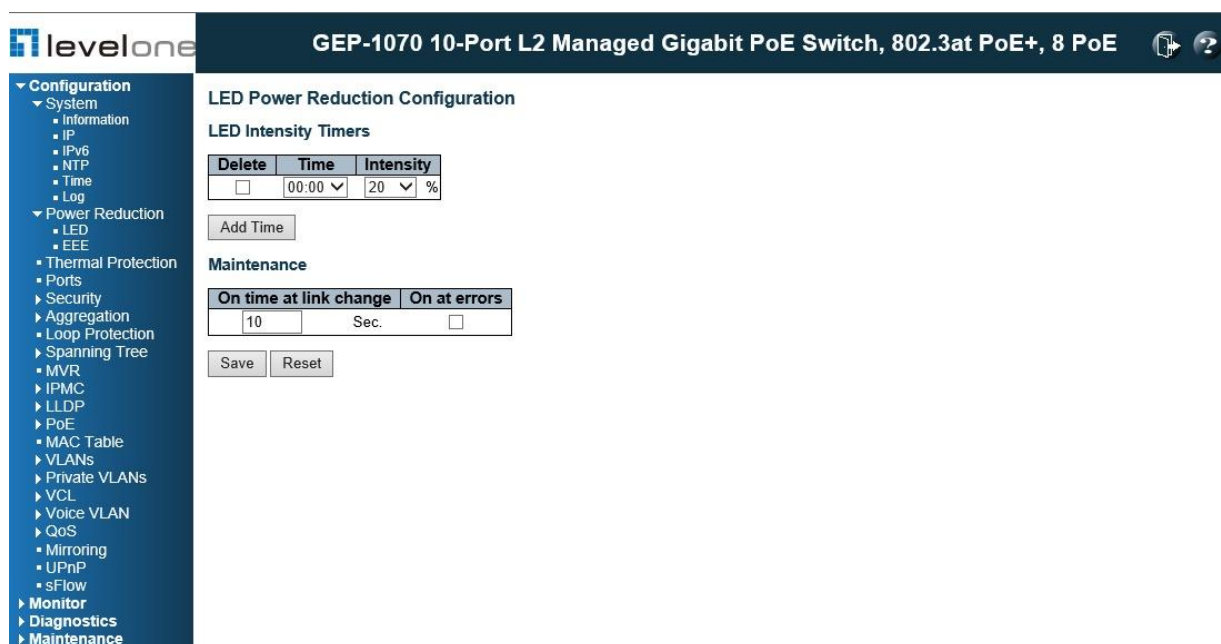 levelone
GEP-1070 10-Port L2 Managed Gigabit PoE Switch, 802.3at PoE+, 8 PoE
?
Configuration
System
Information
IP
IPv6
NTP
Time
Log
Power Reduction
LED
EEE
Thermal Protection
Ports
Security
Aggregation
Loop Protection
Spanning Tree
MVR
IPMC
LLDP
PoE
MAC Table
VLANs
Private VLANs
VCL
Voice VLAN
QoS
Mirroring
UPnP
sFlow
Monitor
Diagnostics
Maintenance
LED Power Reduction Configuration
LED Intensity Timers
Delete Time Intensity
00:00 20 %
Add Time
Maintenance
On time at link change On at errors
10 Sec.
Save Reset